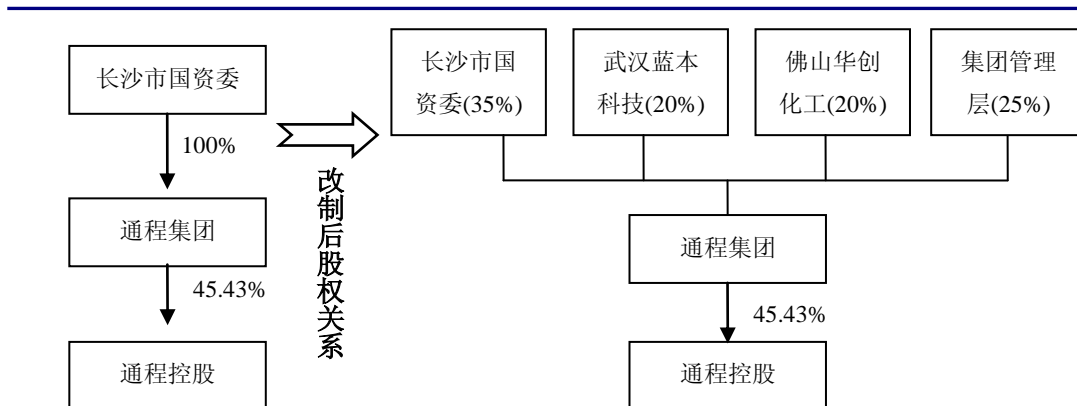 长沙市国资委
100%
通程集团
45.43%
通程控股
改制后股权关系
长沙市国
资委(35%)
武汉蓝本
科技(20%)
佛山华创
化工(20%)
集团管理
层(25%)
通程集团
45.43%
通程控股